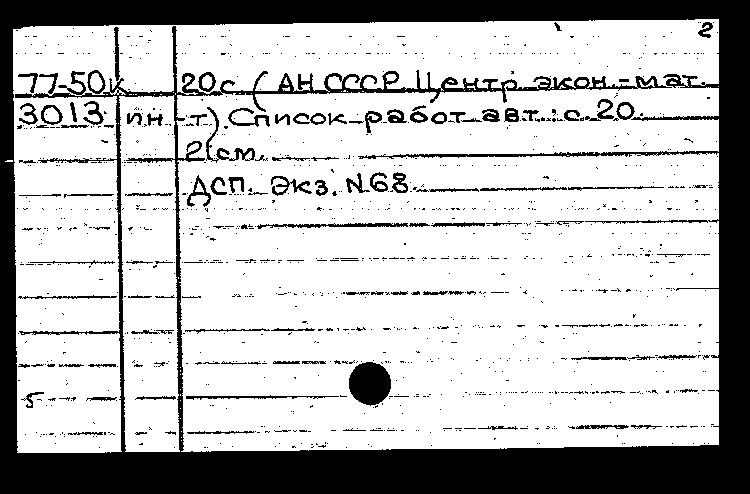 2
77-50к 20с (АН СССР. Центр. экон.-мат.
3013 ин-т). Список работ авт.: с. 20.
21см.
ДСП. Экз. N68.
5